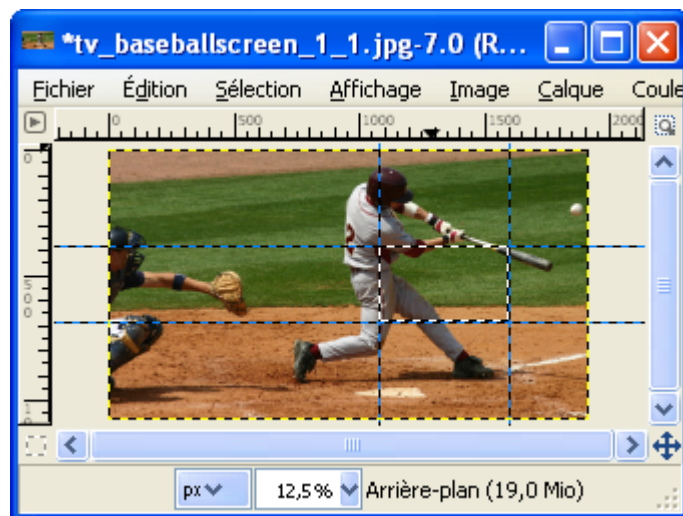 *tv_baseballscreen_1_1.jpg-7.0 (R...
Fichier Édition Sélection Affichage Image Calque Coule
0 500 1000 1500 2000
0
500
px 12,5 % Arrière-plan (19,0 Mio)